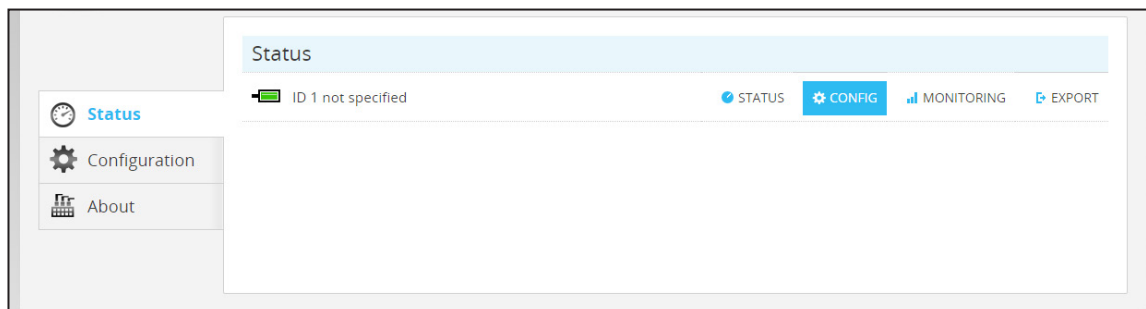 Status
ID 1 not specified STATUS CONFIG MONITORING EXPORT
Status
Configuration
About